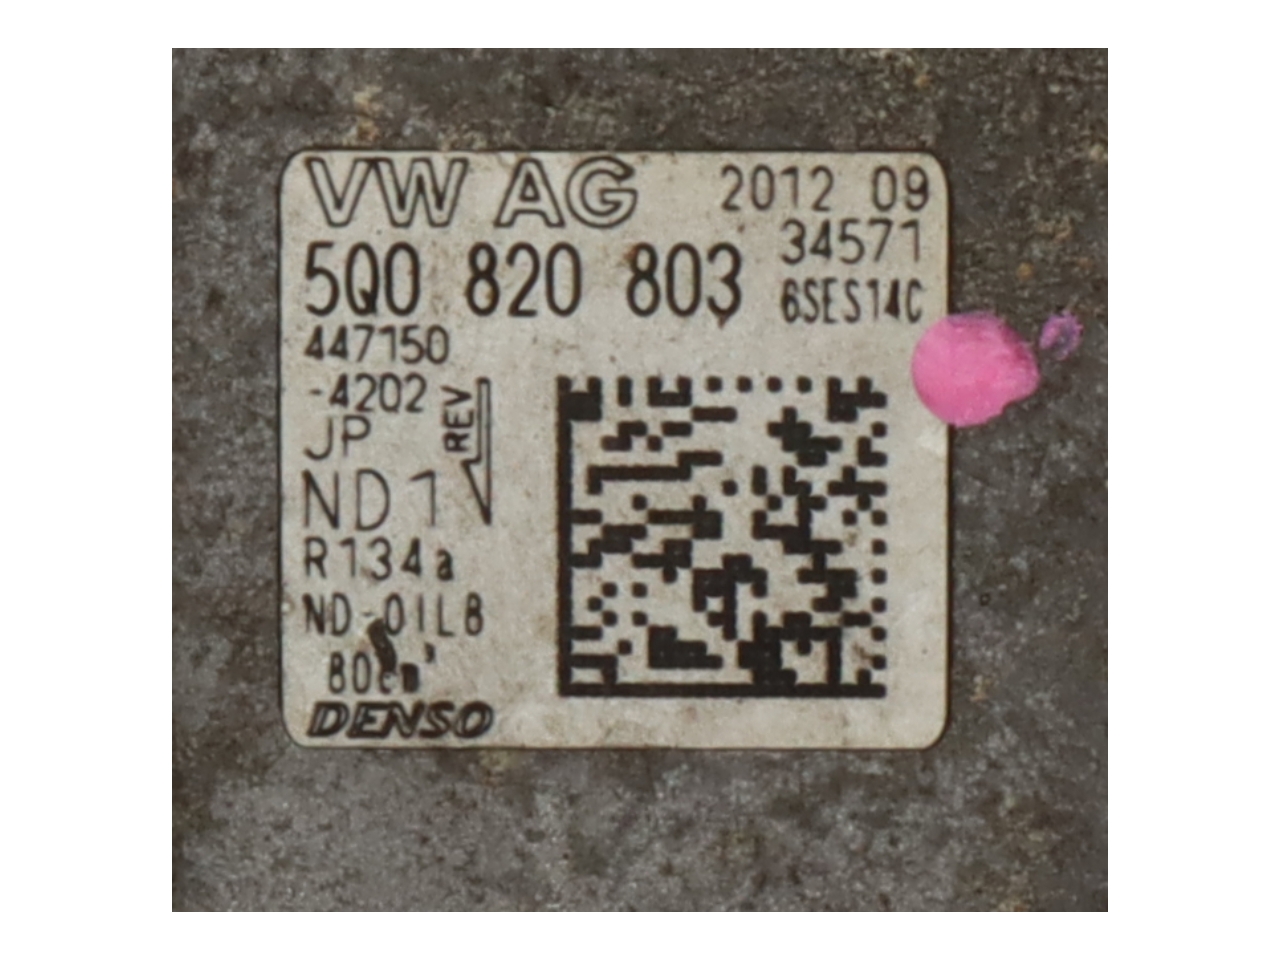 VW AG 2012 09
34571
5Q0 820 803 6SES14C
447150
-4202
REV
JP
ND1
R134a
ND-OIL8
80cm³
DENSO